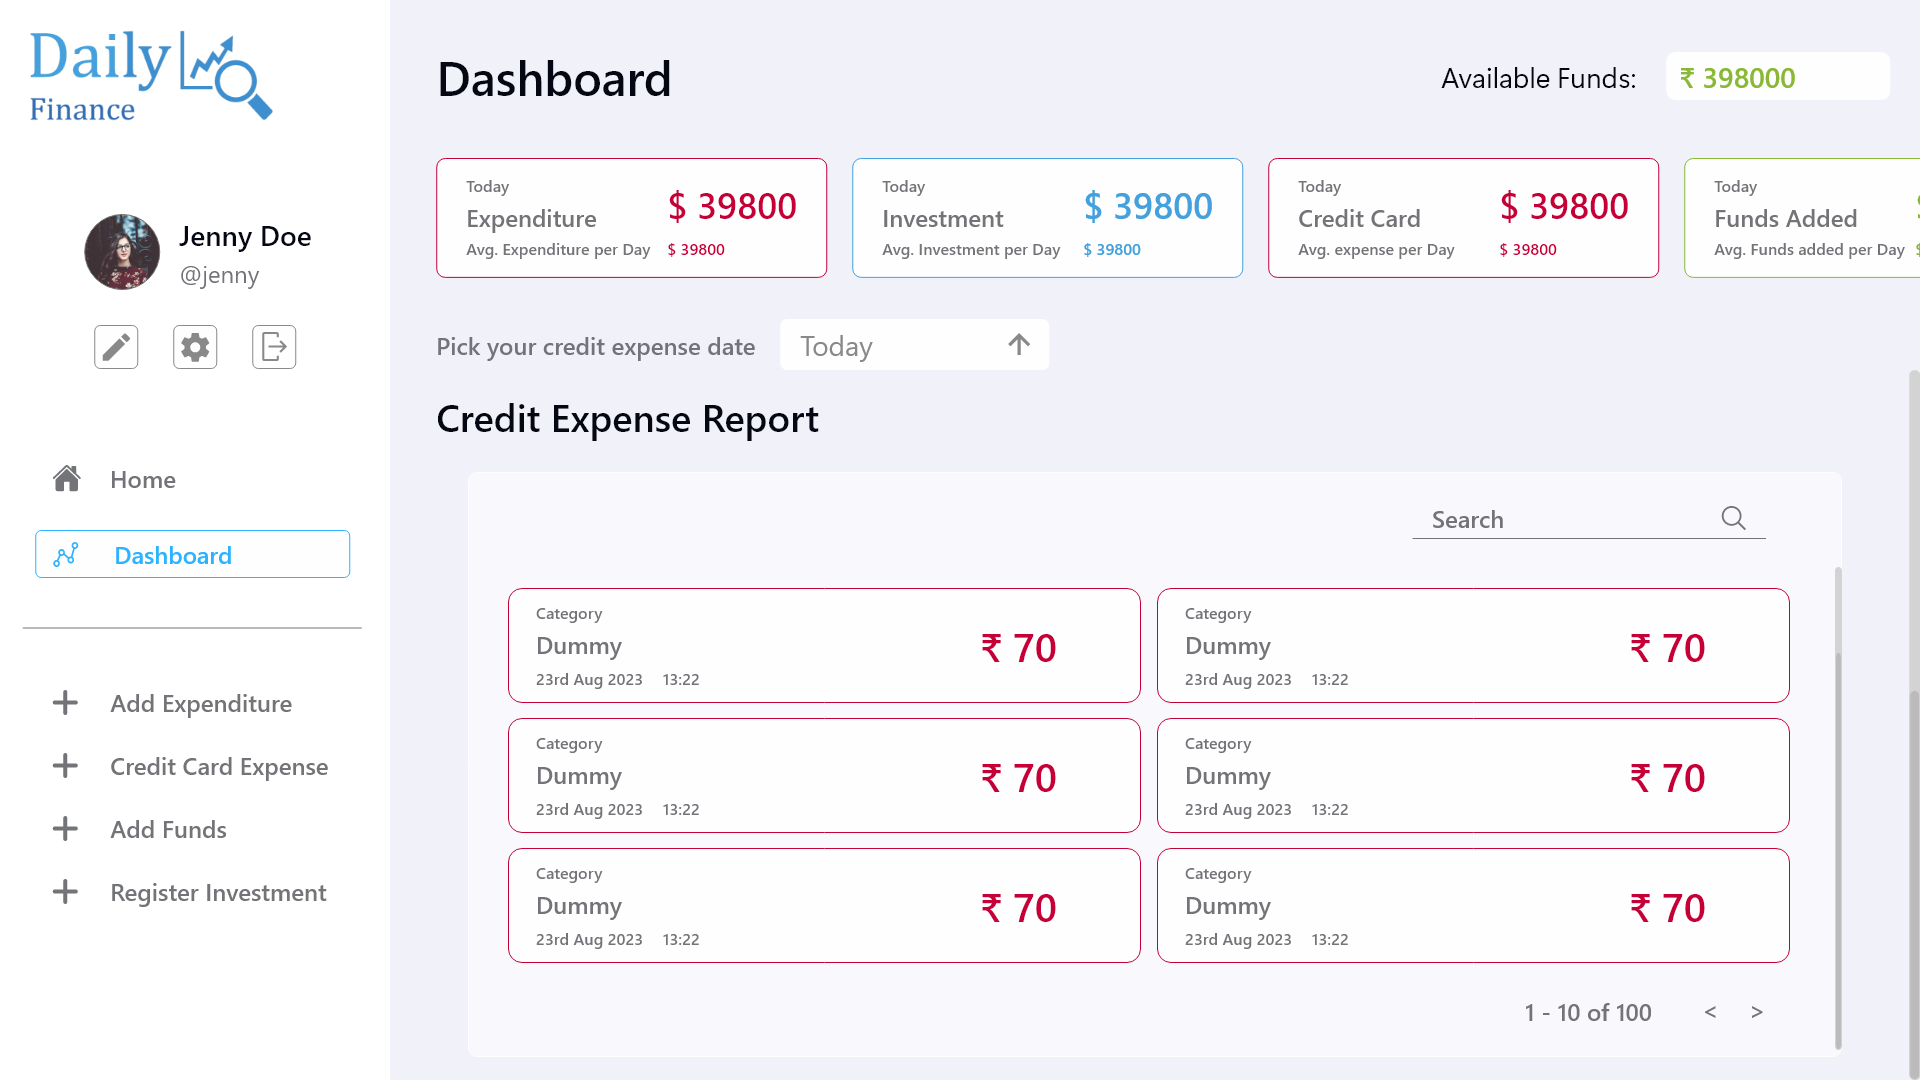 Daily
Finance
Jenny Doe
@jenny
Home
Dashboard
Add Expenditure
Credit Card Expense
Add Funds
Register Investment
Dashboard
Available Funds: ₹ 398000
Today
Expenditure
$ 39800
Avg. Expenditure per Day $ 39800
Today
Investment
$ 39800
Avg. Investment per Day $ 39800
Today
Credit Card
$ 39800
Avg. expense per Day $ 39800
Today
Funds Added
Avg. Funds added per Day
Pick your credit expense date Today
Credit Expense Report
Search
Category
Dummy
₹ 70
23rd Aug 2023 13:22
Category
Dummy
₹ 70
23rd Aug 2023 13:22
Category
Dummy
₹ 70
23rd Aug 2023 13:22
Category
Dummy
₹ 70
23rd Aug 2023 13:22
Category
Dummy
₹ 70
23rd Aug 2023 13:22
Category
Dummy
₹ 70
23rd Aug 2023 13:22
1 - 10 of 100 < >